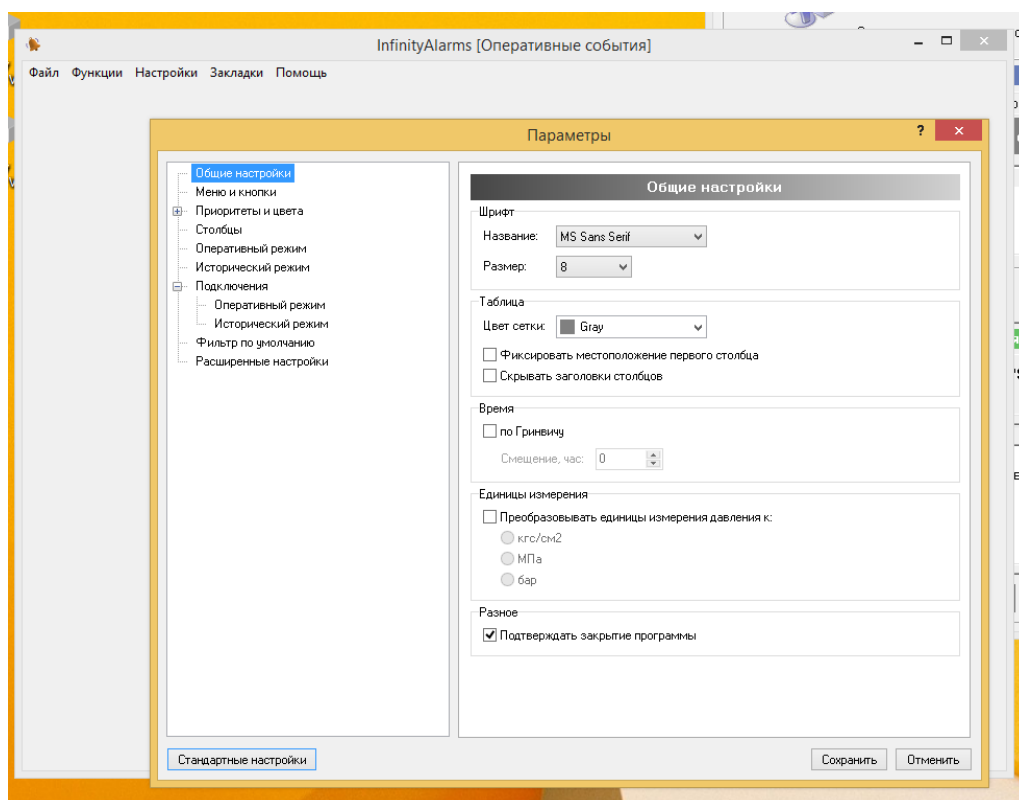 InfinityAlarms [Оперативные события]
Файл Функции Настройки Закладки Помощь
Параметры
?
Общие настройки
Меню и кнопки
Приоритеты и цвета
Столбцы
Оперативный режим
Исторический режим
Подключения
Оперативный режим
Исторический режим
Фильтр по умолчанию
Расширенные настройки
Общие настройки
Шрифт
Название: MS Sans Serif
Размер: 8
Таблица
Цвет сетки: Gray
Фиксировать местоположение первого столбца
Скрывать заголовки столбцов
Время
по Гринвичу
Смещение, час: 0
Единицы измерения
Преобразовывать единицы измерения давления к:
кгс/см2
МПа
бар
Разное
Подтверждать закрытие программы
Стандартные настройки
Сохранить Отменить